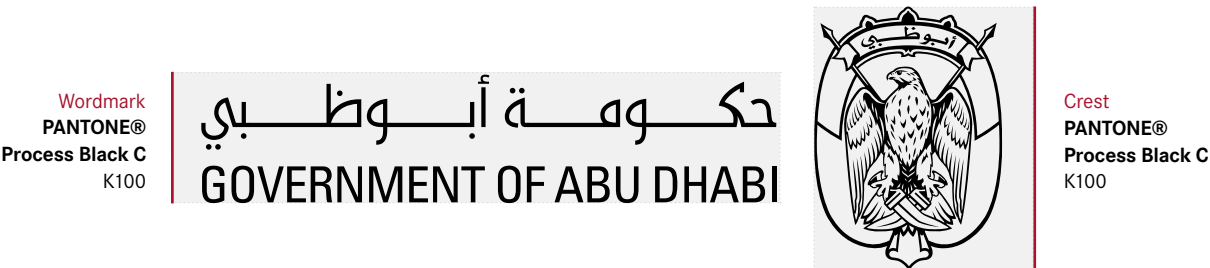 Wordmark
PANTONE®
Process Black C
K100
حكومة أبوظبي
GOVERNMENT OF ABU DHABI
أبوظبي
Crest
PANTONE®
Process Black C
K100